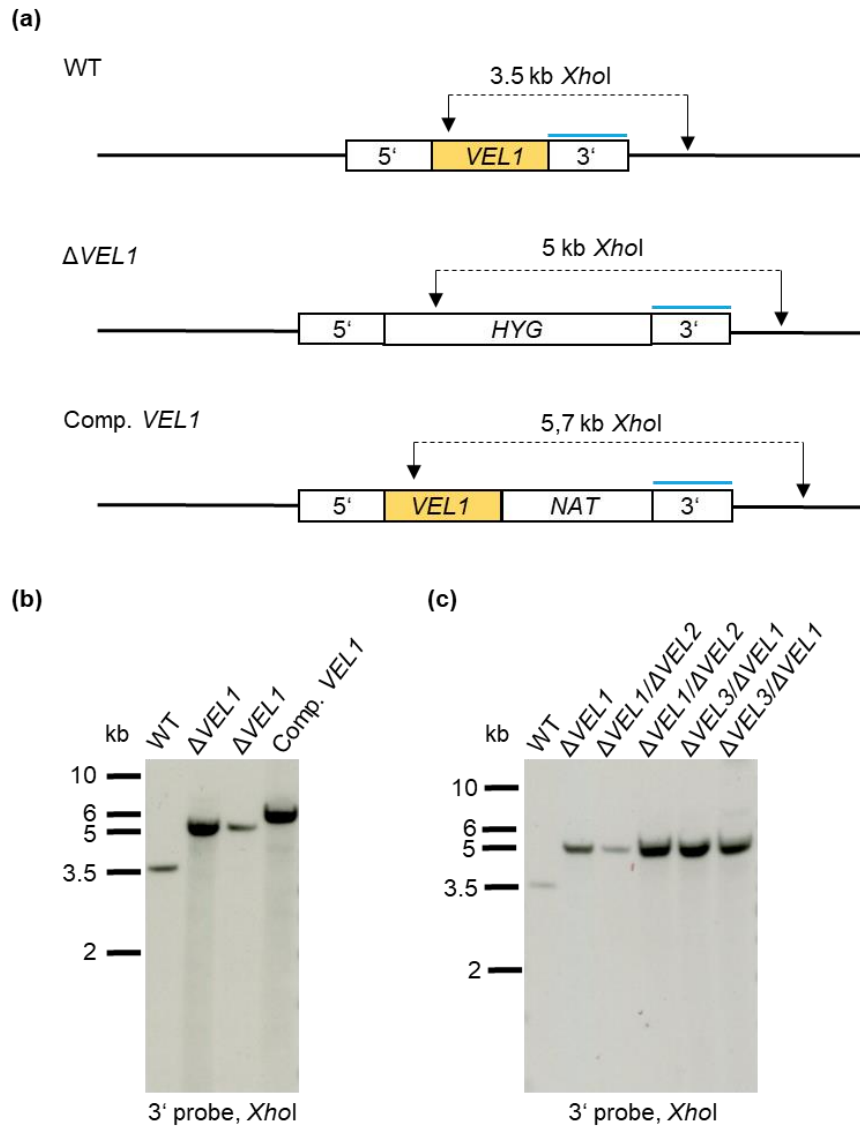 (a)
WT
3.5 kb XhoI
5‘ VEL1 3‘
ΔVEL1
5 kb XhoI
5‘ HYG 3‘
Comp. VEL1
5,7 kb XhoI
5‘ VEL1 NAT 3‘
(b)
kb WT ΔVEL1 ΔVEL1 Comp. VEL1
10
6
5
3.5
2
3‘ probe, XhoI
(c)
kb WT ΔVEL1 ΔVEL1/ΔVEL2 ΔVEL1/ΔVEL2 ΔVEL3/ΔVEL1 ΔVEL3/ΔVEL1
10
6
5
3.5
2
3‘ probe, XhoI